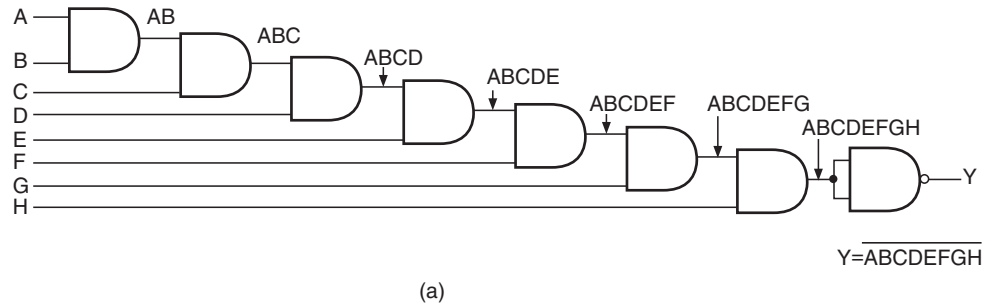 A
AB
B
ABC
C
ABCD
D
ABCDE
E
ABCDEF
F
ABCDEFG
G
ABCDEFGH
H
Y
Y=ABCDEFGH
(a)